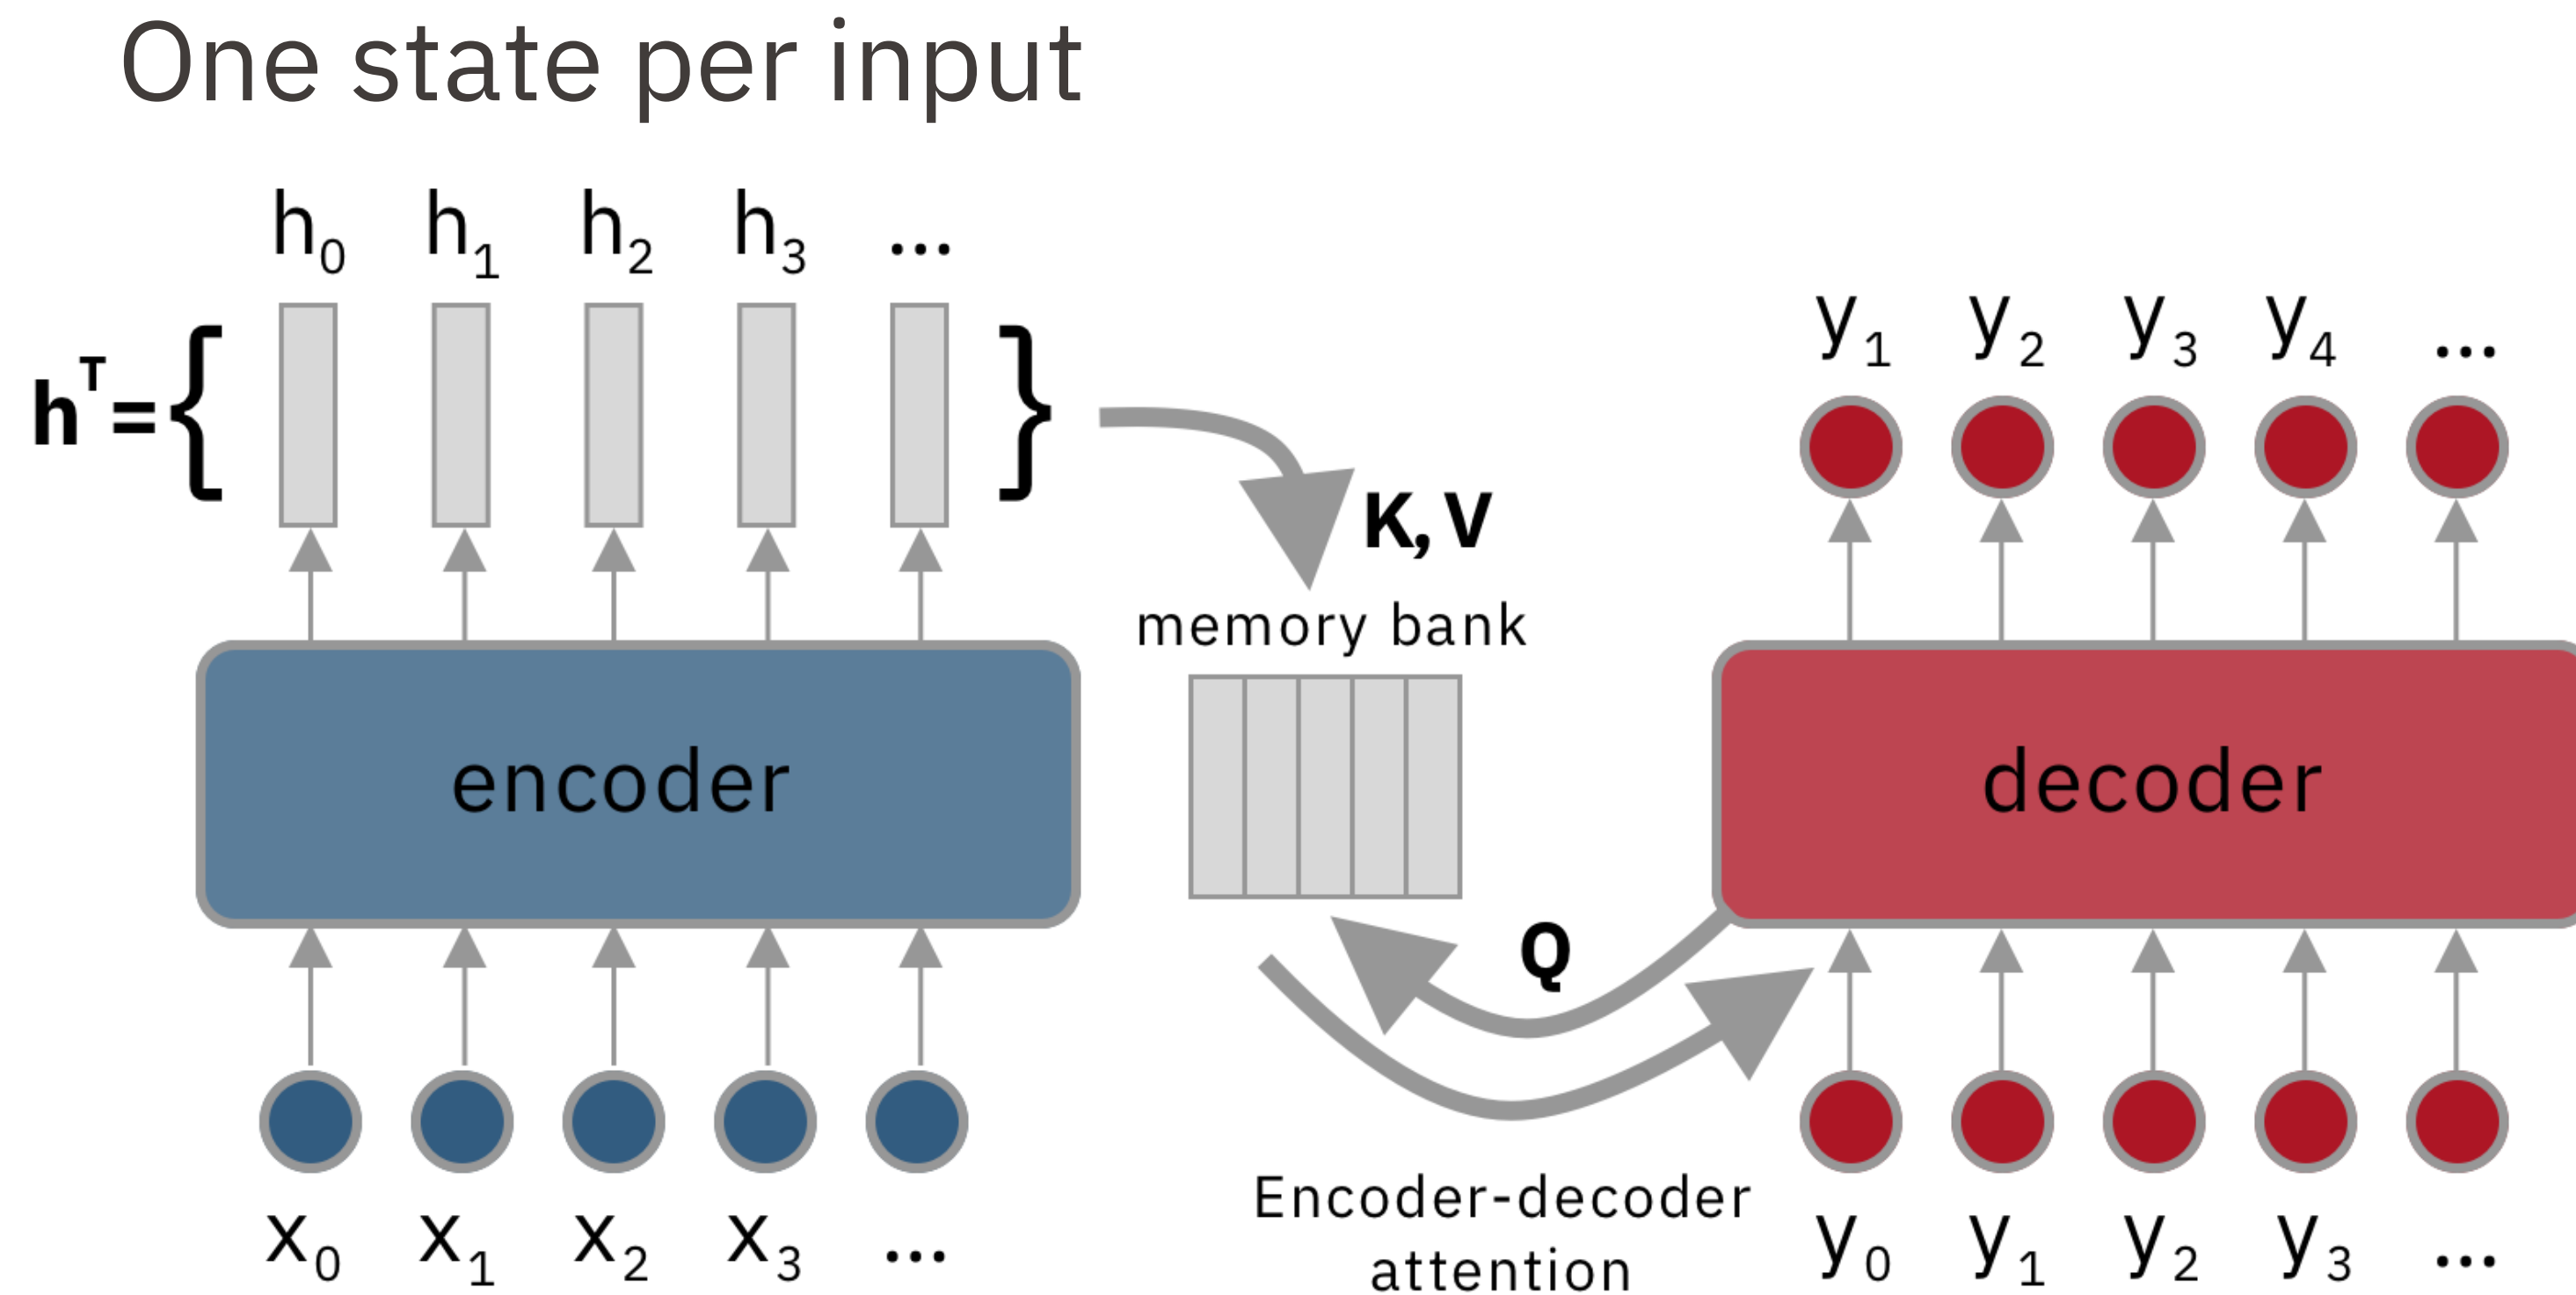 One state per input
h0 h1 h2 h3 ...
hT={ }
K, V
memory bank
encoder
x0 x1 x2 x3 ...
Q
Encoder-decoder
attention
y1 y2 y3 y4 ...
decoder
y0 y1 y2 y3 ...